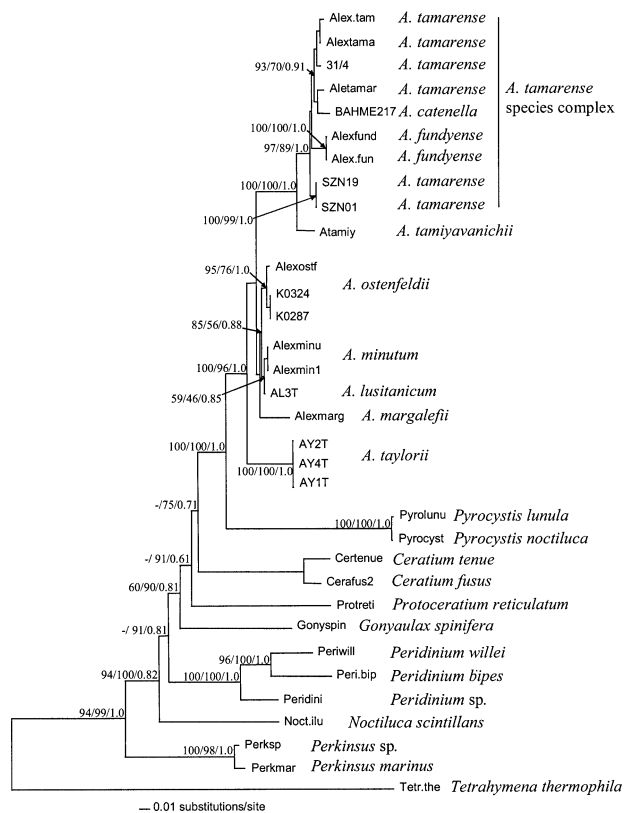 Alex.tam A. tamarense
Alextama A. tamarense
31/4 A. tamarense
93/70/0.91
Aletamar A. tamarense
A. tamarense
species complex
BAHME217 A. catenella
100/100/1.0
Alexfund A. fundyense
97/89/1.0
Alex.fun A. fundyense
SZN19 A. tamarense
100/100/1.0
SZN01 A. tamarense
100/99/1.0
Atamiy A. tamiyavanichii
95/76/1.0
Alexostf
A. ostenfeldii
K0324
K0287
85/56/0.88
Alexminu
A. minutum
100/96/1.0
Alexmin1
59/46/0.85
AL3T A. lusitanicum
Alexmarg A. margalefii
100/100/1.0
AY2T
A. taylorii
AY4T
100/100/1.0
AY1T
-/75/0.71
Pyrolunu Pyrocystis lunula
100/100/1.0
Pyrocyst Pyrocystis noctiluca
-/ 91/0.61
Certenue Ceratium tenue
Cerafus2 Ceratium fusus
60/90/0.81
Protreti Protoceratium reticulatum
Gonyspin Gonyaulax spinifera
-/ 91/0.81
Periwill Peridinium willei
96/100/1.0
Peri.bip Peridinium bipes
94/100/0.82
100/100/1.0
Peridini Peridinium sp.
94/99/1.0
Noct.ilu Noctiluca scintillans
Perksp Perkinsus sp.
100/98/1.0
Perkmar Perkinsus marinus
Tetr.the Tetrahymena thermophila
0.01 substitutions/site